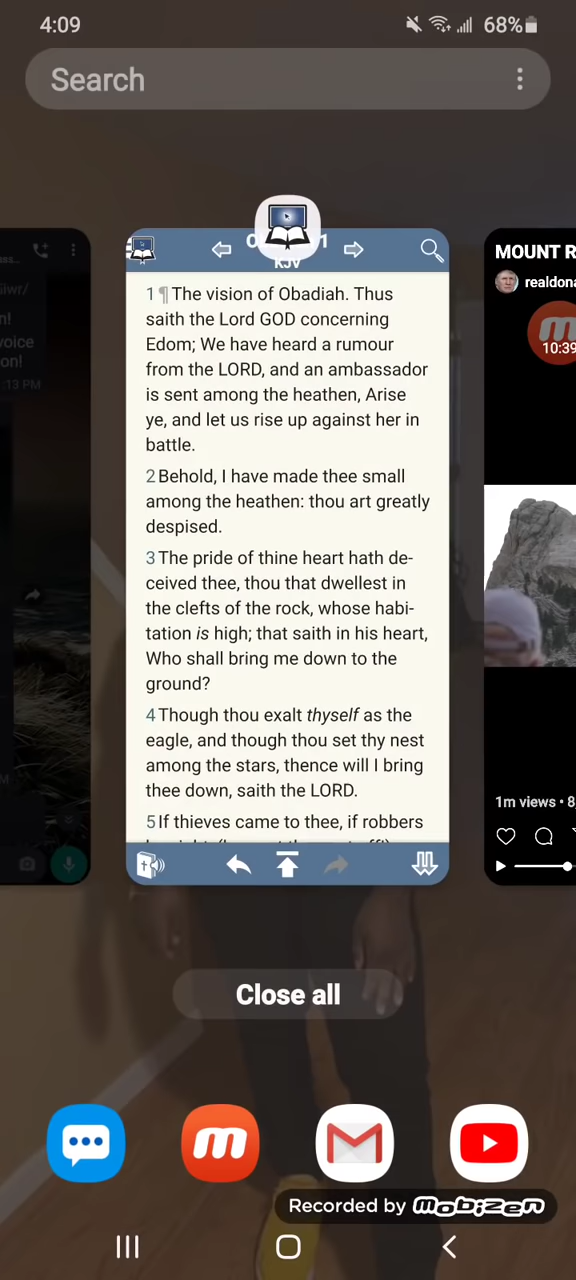 4:09
68%
Search
KJV
1 ¶ The vision of Obadiah. Thus
saith the Lord GOD concerning
Edom; We have heard a rumour
from the LORD, and an ambassador
is sent among the heathen, Arise
ye, and let us rise up against her in
battle.
2 Behold, I have made thee small
among the heathen: thou art greatly
despised.
3 The pride of thine heart hath de-
ceived thee, thou that dwellest in
the clefts of the rock, whose habi-
tation is high; that saith in his heart,
Who shall bring me down to the
ground?
4 Though thou exalt thyself as the
eagle, and though thou set thy nest
among the stars, thence will I bring
thee down, saith the LORD.
5 If thieves came to thee, if robbers
iiwr/
n!
voice
on!
:13 PM
MOUNT R
realdona
10:39
1m views • 8,
Close all
Recorded by mobizen